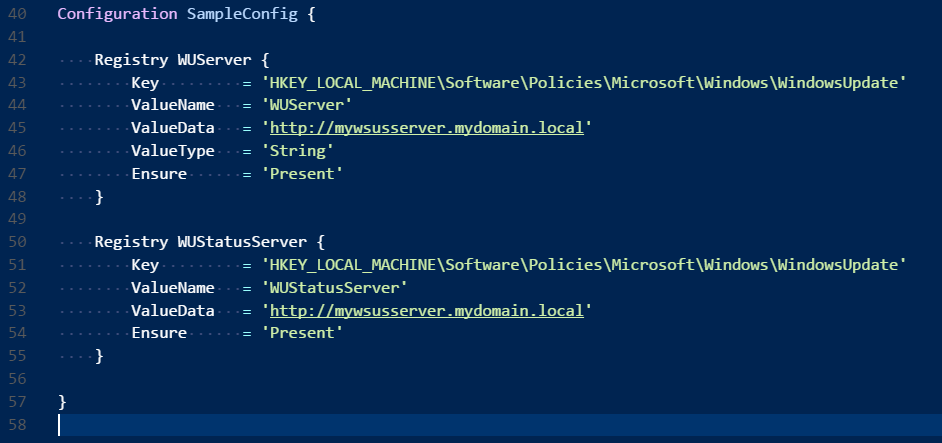 40 Configuration SampleConfig {
41
42 ····Registry WUServer {
43 ········Key·········= 'HKEY_LOCAL_MACHINE\Software\Policies\Microsoft\Windows\WindowsUpdate'
44 ········ValueName···= 'WUServer'
45 ········ValueData···= 'http://mywsusserver.mydomain.local'
46 ········ValueType···= 'String'
47 ········Ensure······= 'Present'
48 ····}
49
50 ····Registry WUStatusServer {
51 ········Key·········= 'HKEY_LOCAL_MACHINE\Software\Policies\Microsoft\Windows\WindowsUpdate'
52 ········ValueName···= 'WUStatusServer'
53 ········ValueData···= 'http://mywsusserver.mydomain.local'
54 ········Ensure······= 'Present'
55 ····}
56
57 }
58